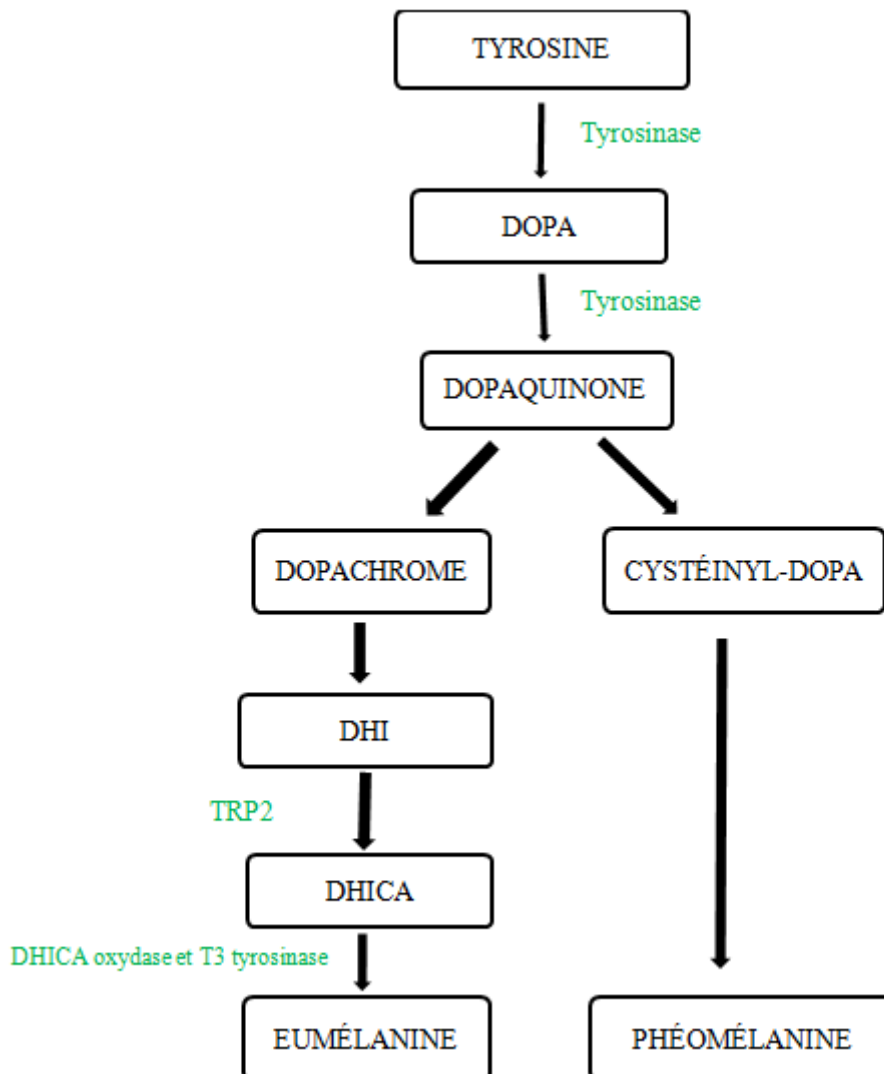 TYROSINE
Tyrosinase
DOPA
Tyrosinase
DOPAQUINONE
DOPACHROME
CYSTÉINYL-DOPA
DHI
TRP2
DHICA
DHICA oxydase et T3 tyrosinase
EUMÉLANINE
PHÉOMÉLANINE